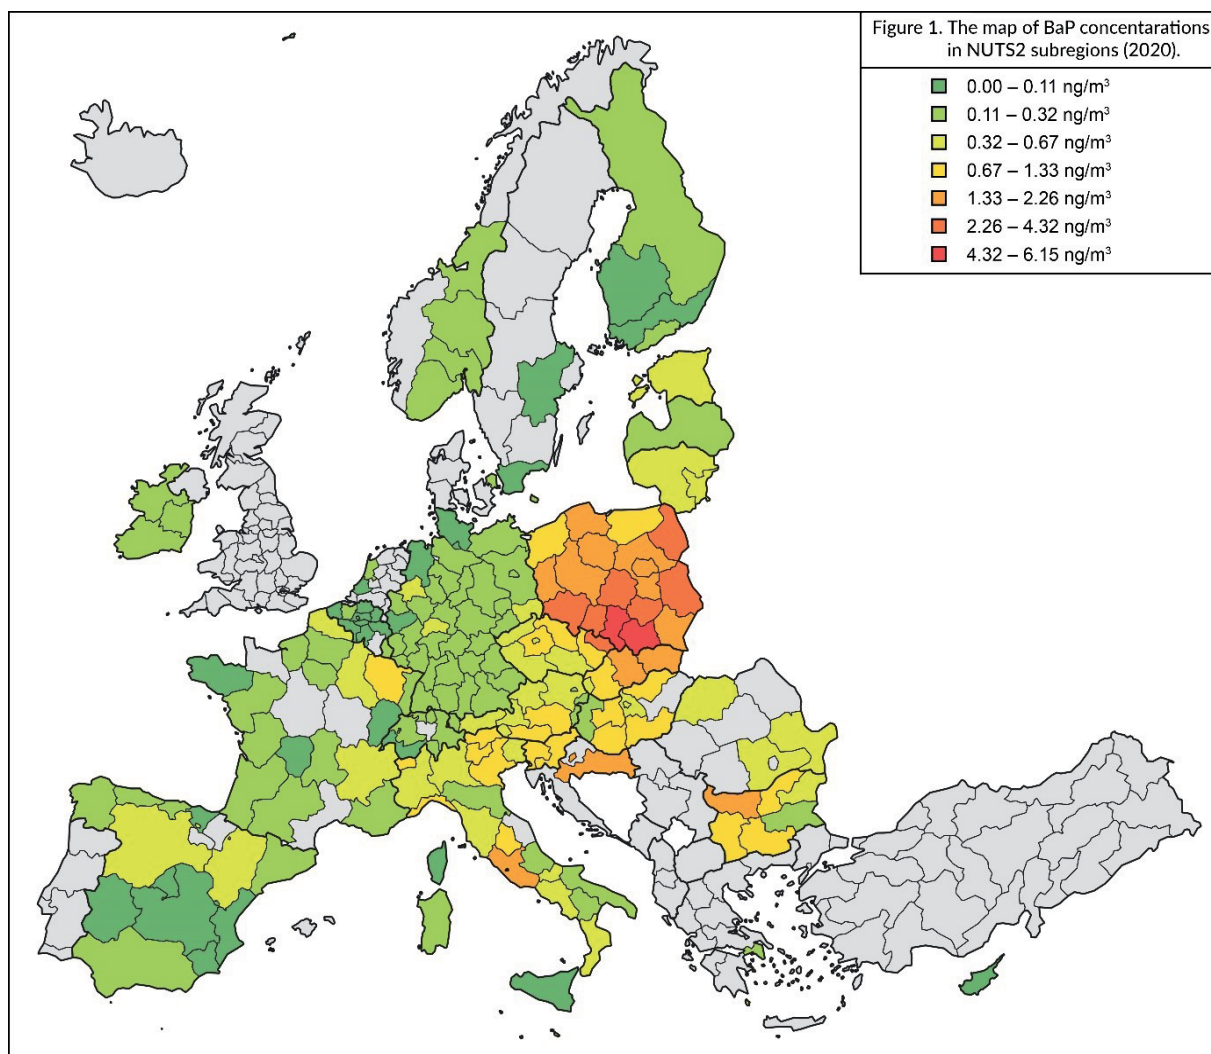 Figure 1. The map of BaP concentarations
in NUTS2 subregions (2020).
0.00 – 0.11 ng/m³
0.11 – 0.32 ng/m³
0.32 – 0.67 ng/m³
0.67 – 1.33 ng/m³
1.33 – 2.26 ng/m³
2.26 – 4.32 ng/m³
4.32 – 6.15 ng/m³